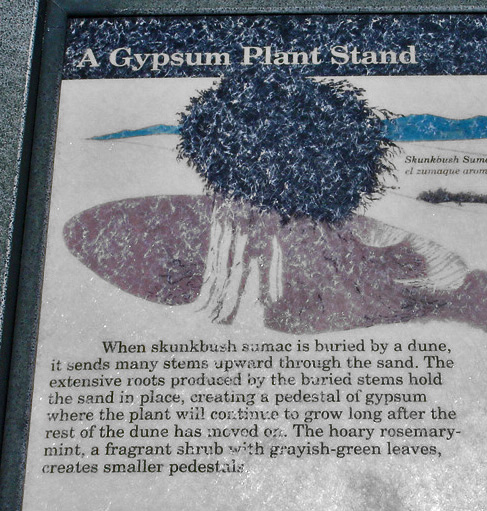 A Gypsum Plant Stand
Skunkbush
el zumaque
When skunkbush sumac is buried by a dune,
it sends many stems upward through the sand. The
extensive roots produced by the buried stems hold
the sand in place, creating a pedestal of gypsum
where the plant will continue to grow long after the
rest of the dune has moved on. The hoary rosemary-
mint, a fragrant shrub with grayish-green leaves,
creates smaller pedestals